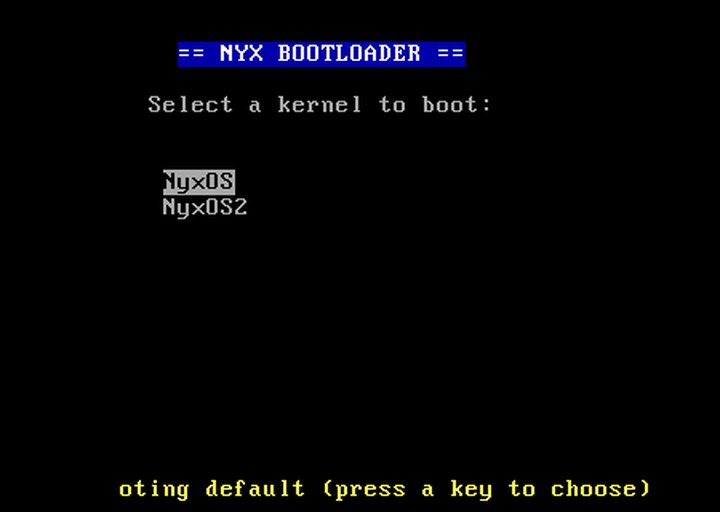 == NYX BOOTLOADER ==
Select a kernel to boot:
NyxOS
NyxOS2
oting default (press a key to choose)